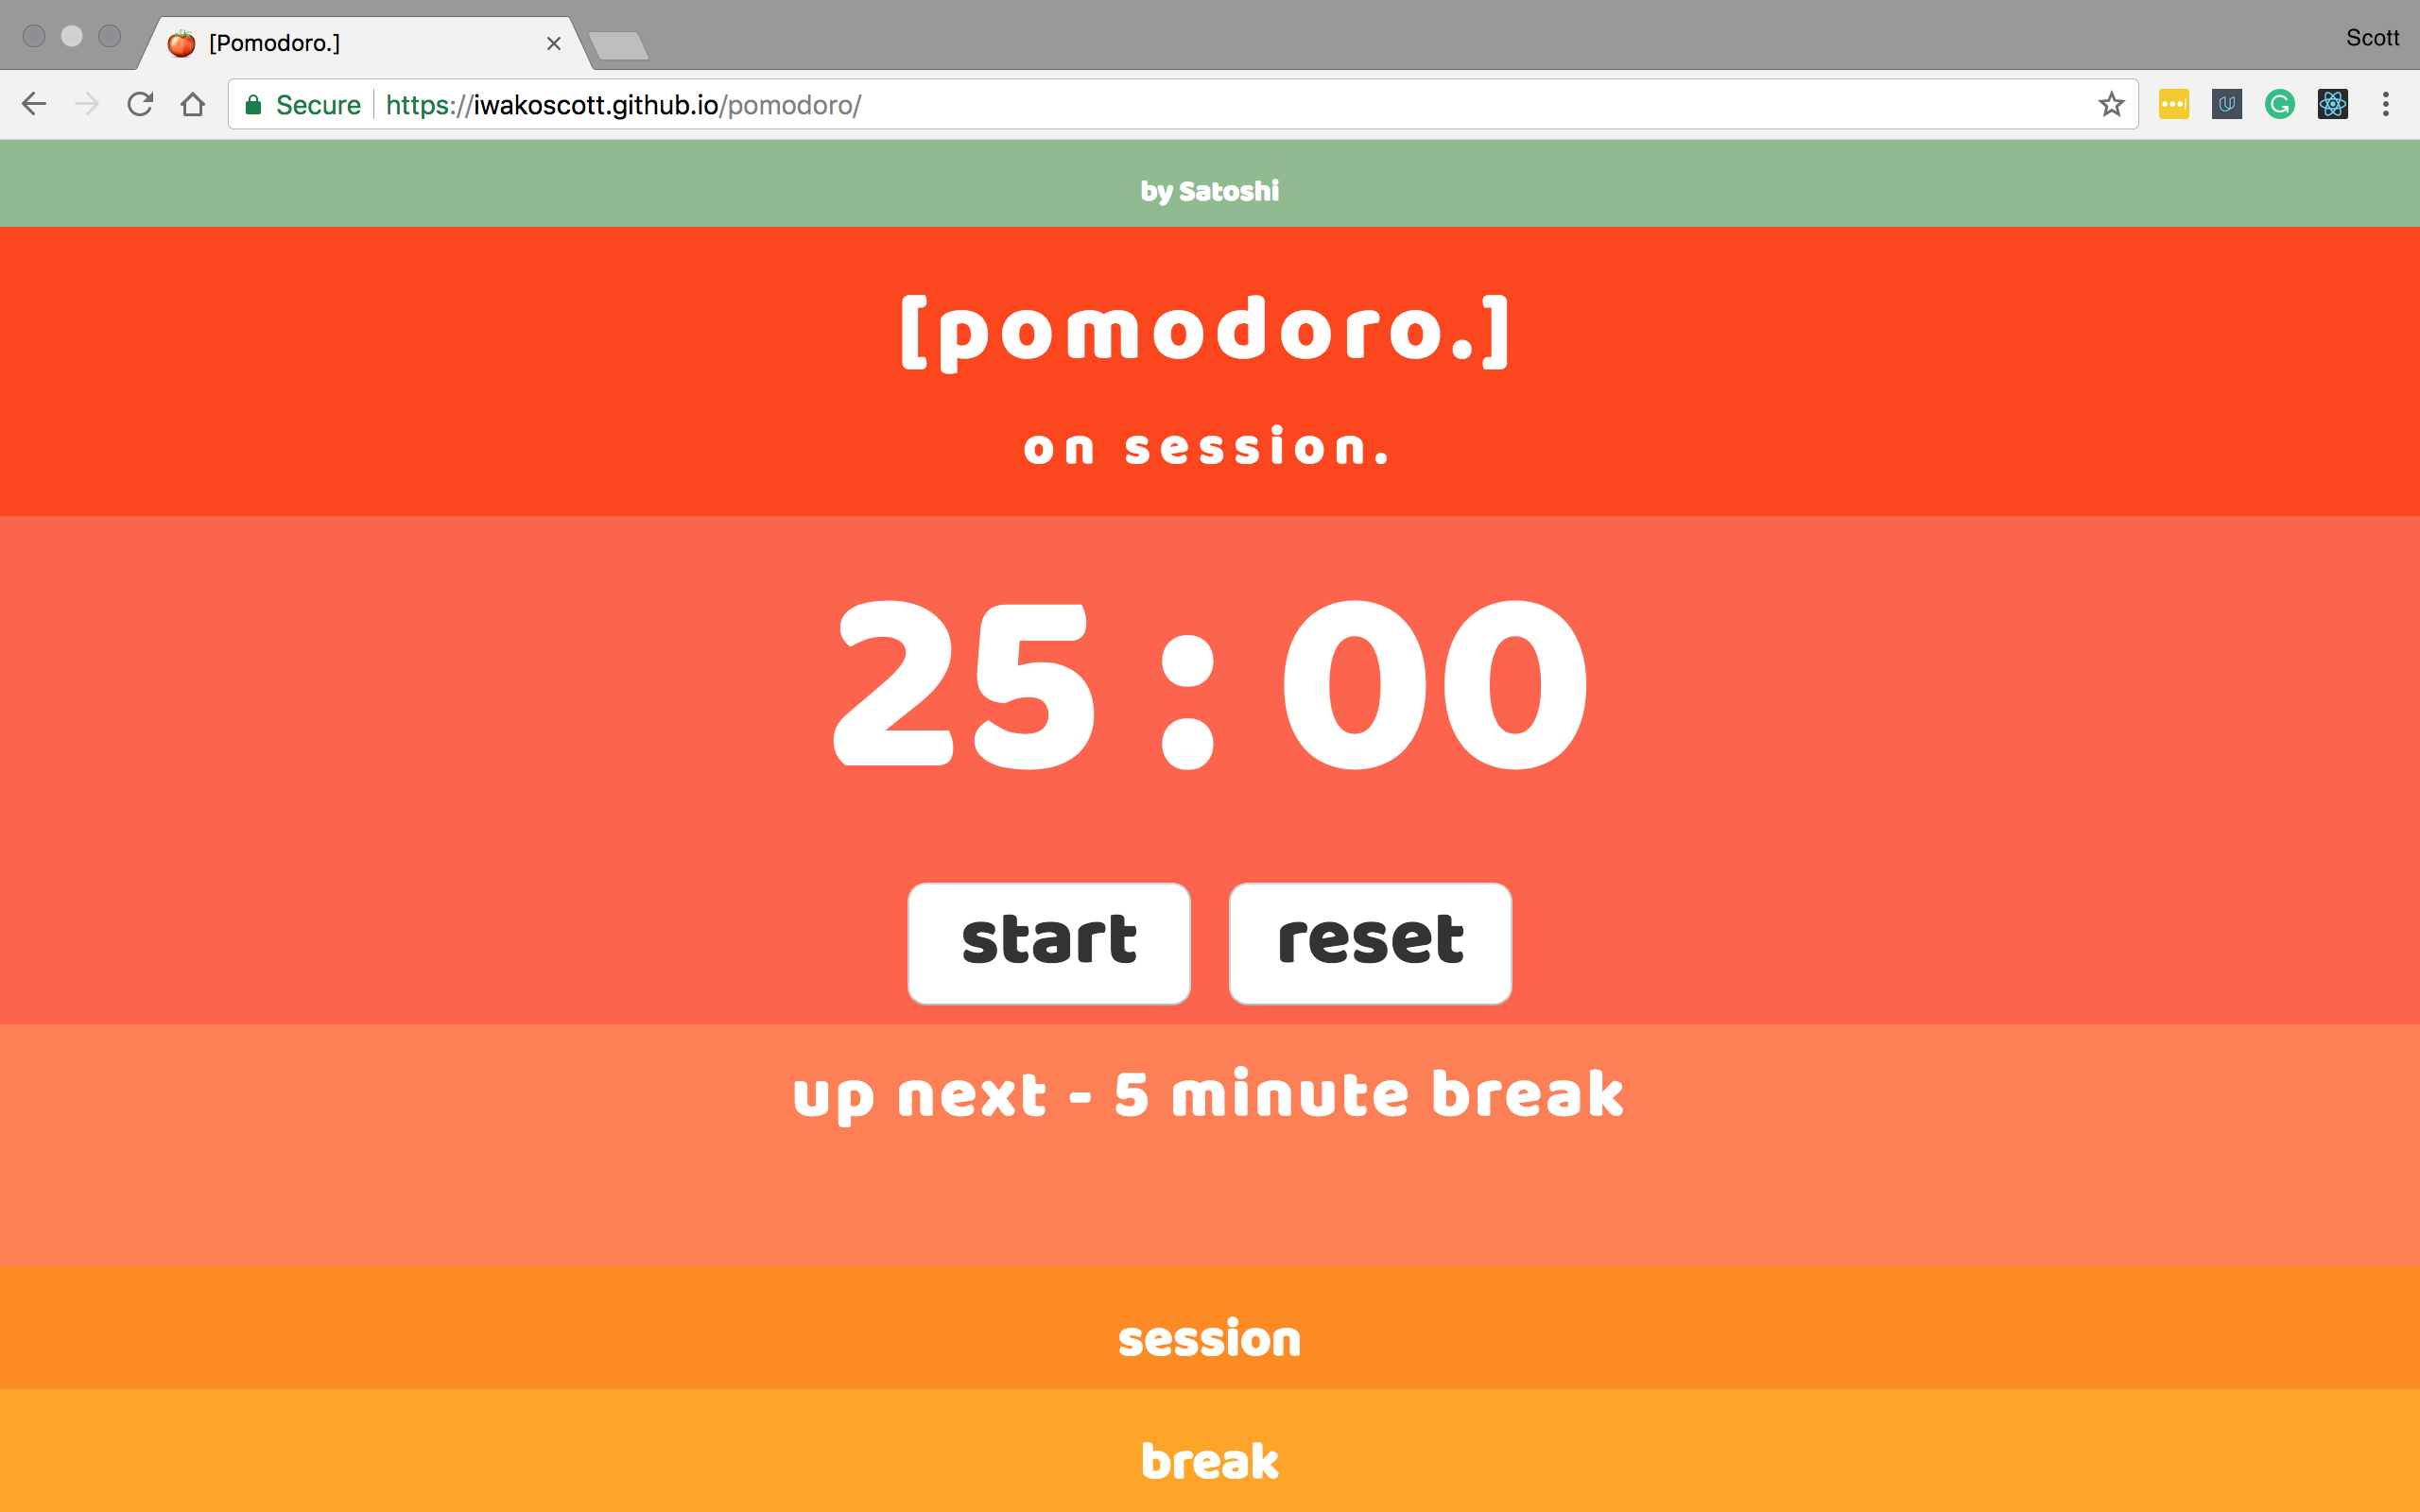 [Pomodoro.]
Scott
Secure https://iwakoscott.github.io/pomodoro/
by Satoshi
[pomodoro.]
on session.
25 : 00
start reset
up next - 5 minute break
session
break